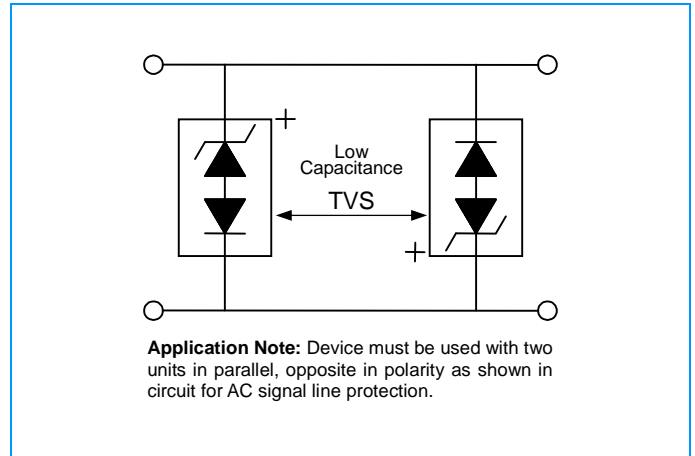 +
Low
Capacitance
TVS
+
Application Note: Device must be used with two
units in parallel, opposite in polarity as shown in
circuit for AC signal line protection.